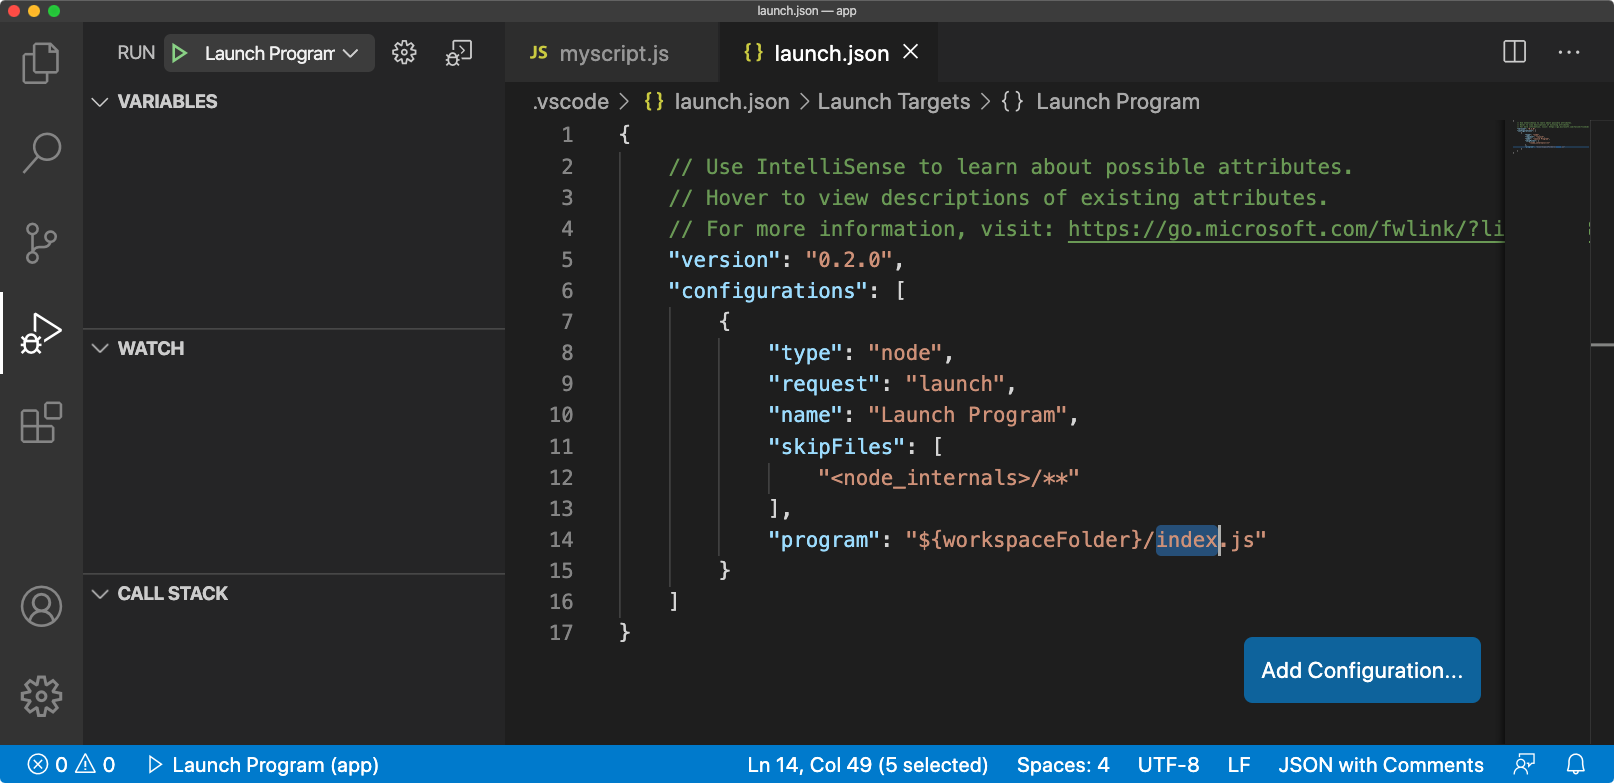 launch.json — app
RUN Launch Program
JS myscript.js
{} launch.json
.vscode > {} launch.json > Launch Targets > {} Launch Program
VARIABLES
WATCH
CALL STACK
1 {
2 // Use IntelliSense to learn about possible attributes.
3 // Hover to view descriptions of existing attributes.
4 // For more information, visit: https://go.microsoft.com/fwlink/?li
5 "version": "0.2.0",
6 "configurations": [
7 {
8 "type": "node",
9 "request": "launch",
10 "name": "Launch Program",
11 "skipFiles": [
12 "<node_internals>/**"
13 ],
14 "program": "${workspaceFolder}/index.js"
15 }
16 ]
17 }
Add Configuration...
0 0 Launch Program (app)
Ln 14, Col 49 (5 selected) Spaces: 4 UTF-8 LF JSON with Comments